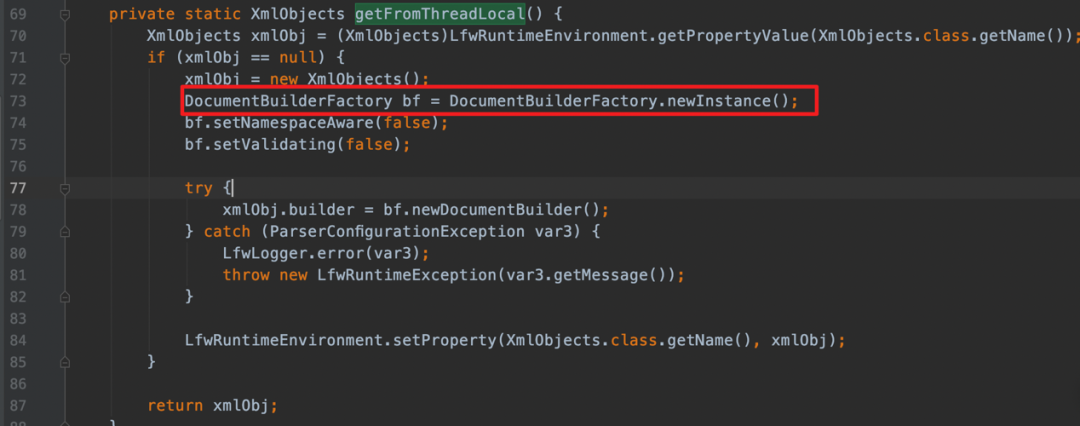 69 private static XmlObjects getFromThreadLocal() {
70 XmlObjects xmlObj = (XmlObjects)LfwRuntimeEnvironment.getPropertyValue(XmlObjects.class.getName());
71 if (xmlObj == null) {
72 xmlObj = new XmlObjects();
73 DocumentBuilderFactory bf = DocumentBuilderFactory.newInstance();
74 bf.setNamespaceAware(false);
75 bf.setValidating(false);
76
77 try {
78 xmlObj.builder = bf.newDocumentBuilder();
79 } catch (ParserConfigurationException var3) {
80 LfwLogger.error(var3);
81 throw new LfwRuntimeException(var3.getMessage());
82 }
83
84 LfwRuntimeEnvironment.setProperty(XmlObjects.class.getName(), xmlObj);
85 }
86
87 return xmlObj;